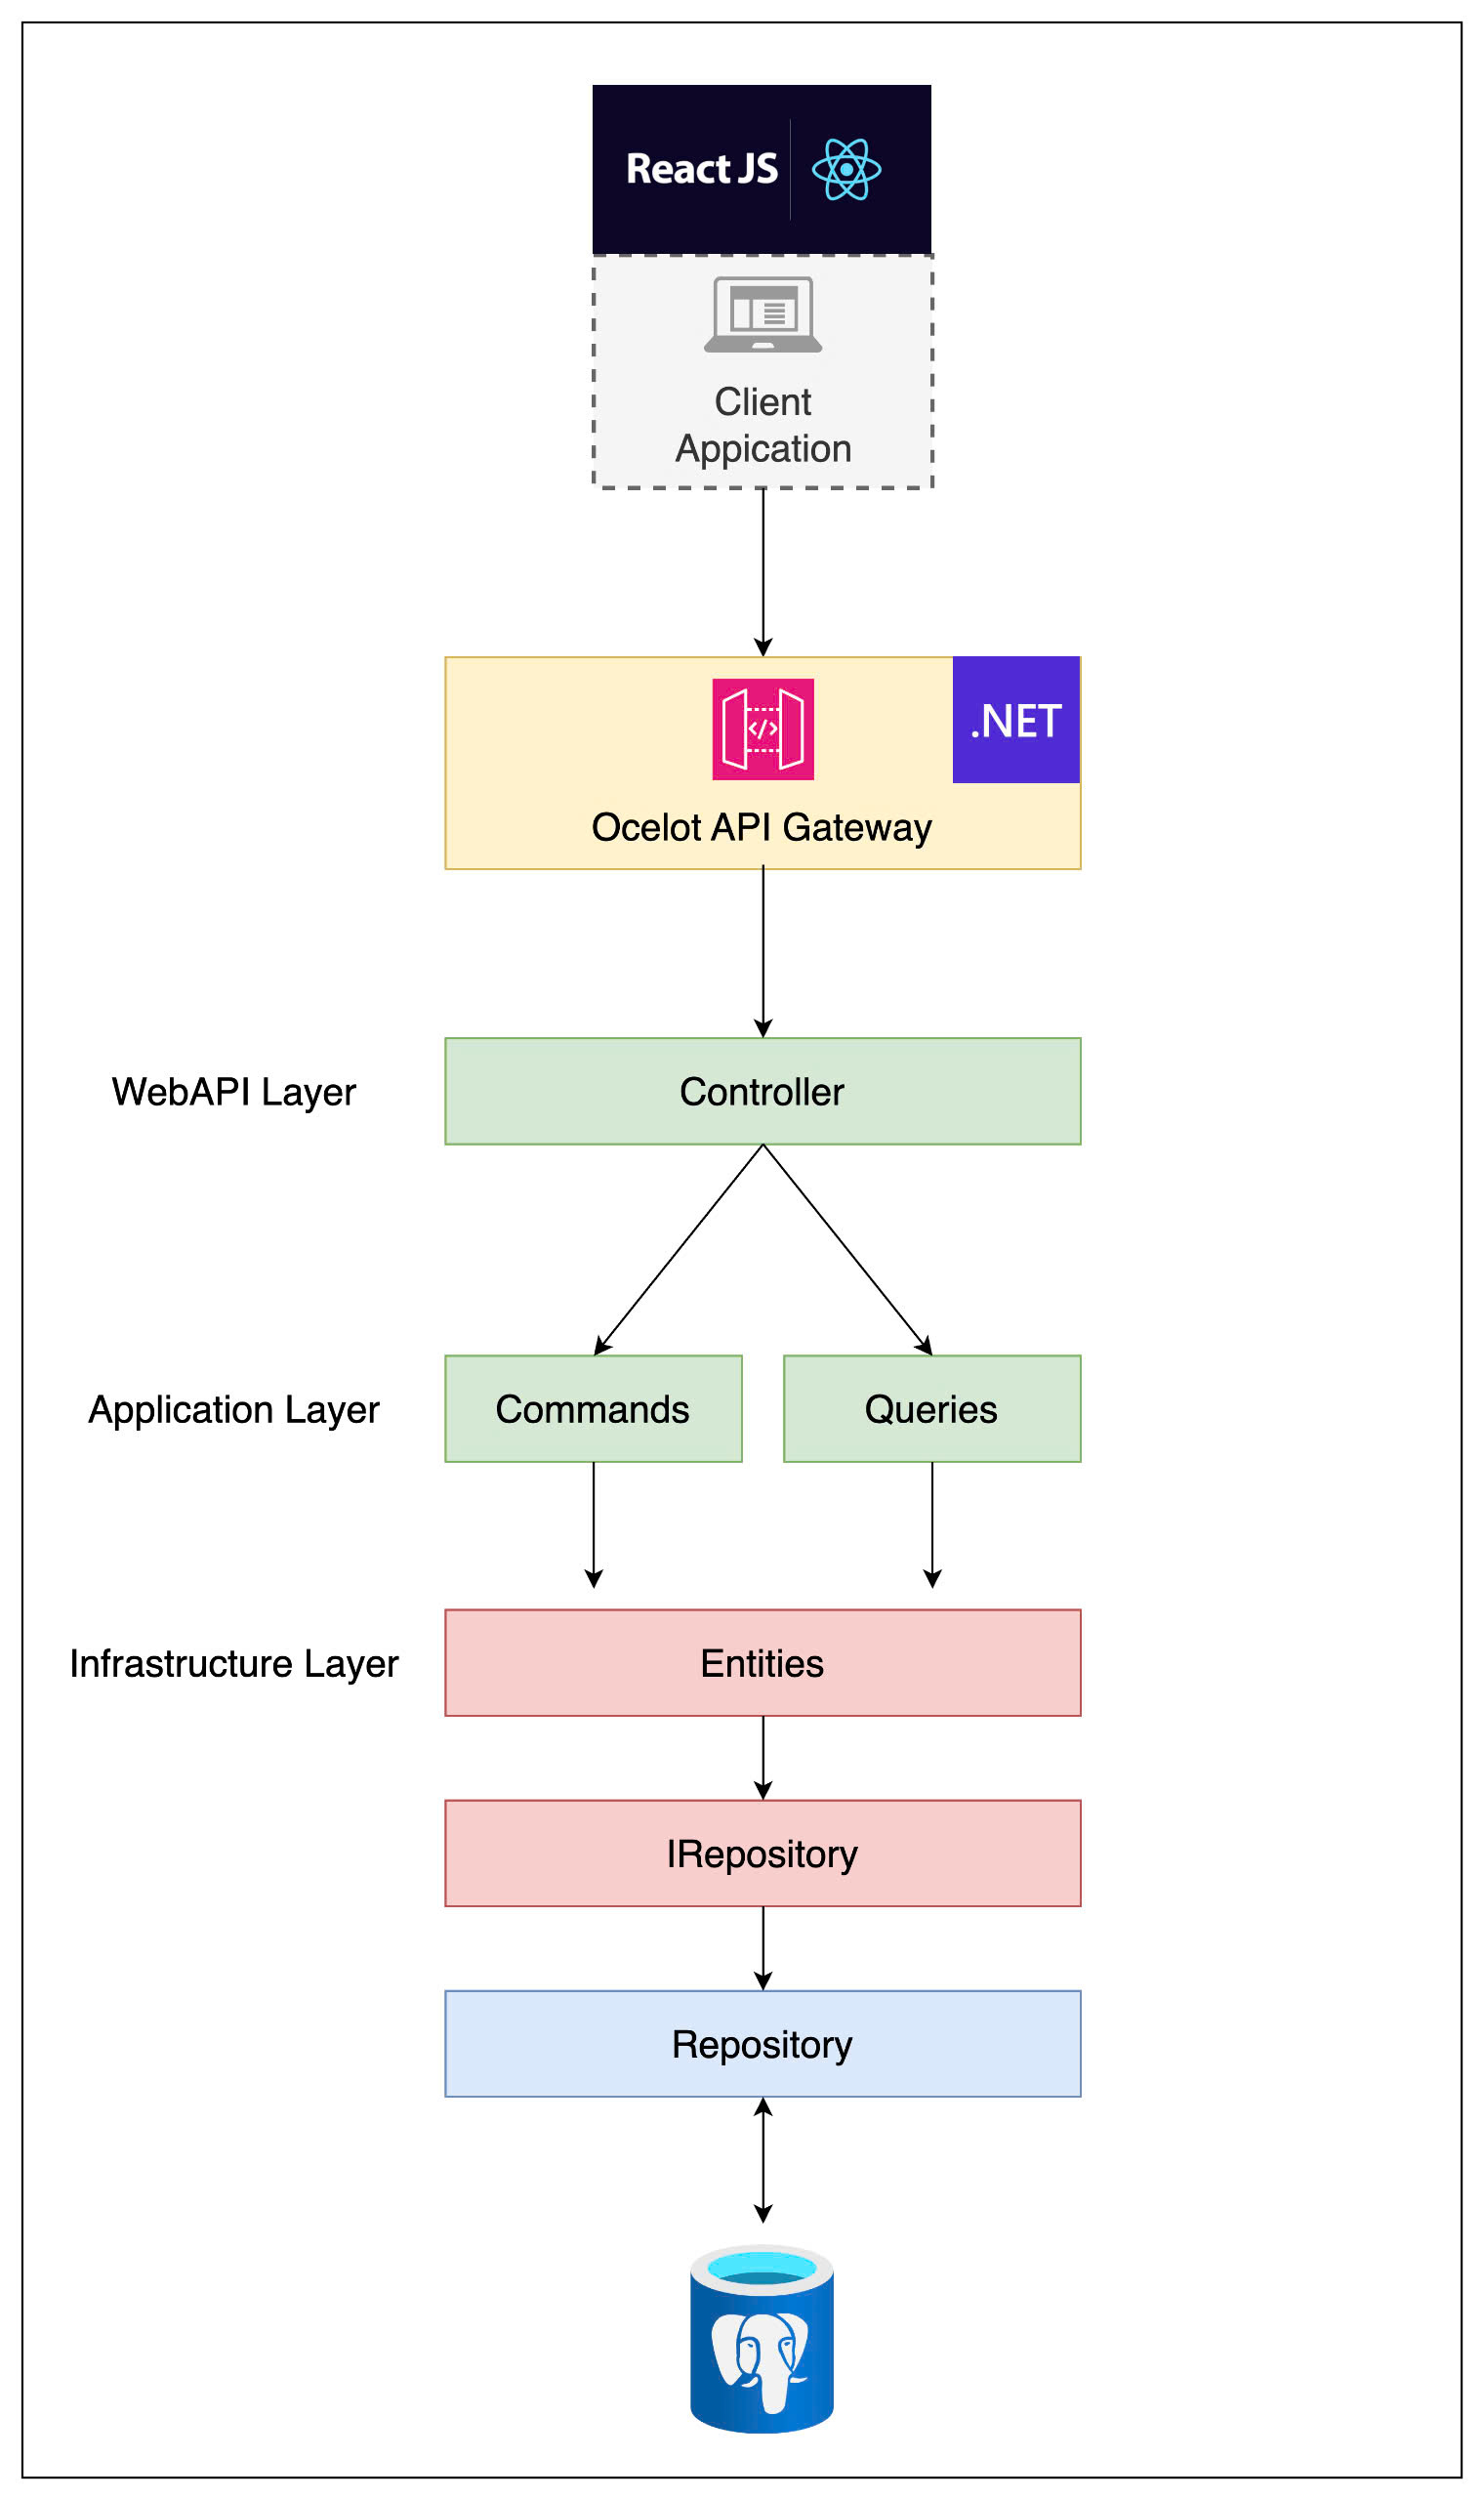 React JS
Client
Appication
.NET
Ocelot API Gateway
WebAPI Layer
Controller
Application Layer
Commands
Queries
Infrastructure Layer
Entities
IRepository
Repository